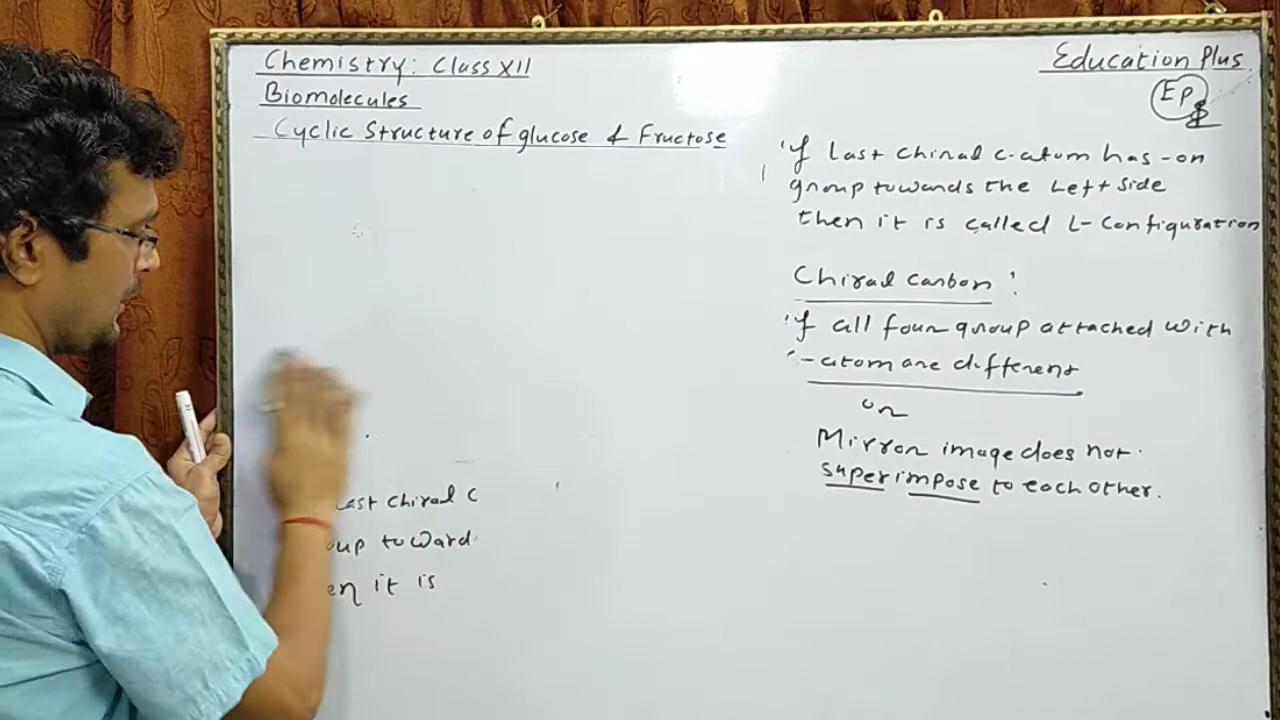 Chemistry: Class XII
Biomolecules
Cyclic Structure of glucose & Fructose
Education Plus
EP
If Last Chiral C-atom has -OH
group towards the Left side
then it is called L-Configuration
Chiral Carbon:
If all four group attached with
-atom are different
or
Mirror image does not
superimpose to each other.
Last Chiral C
oup toward
en it is